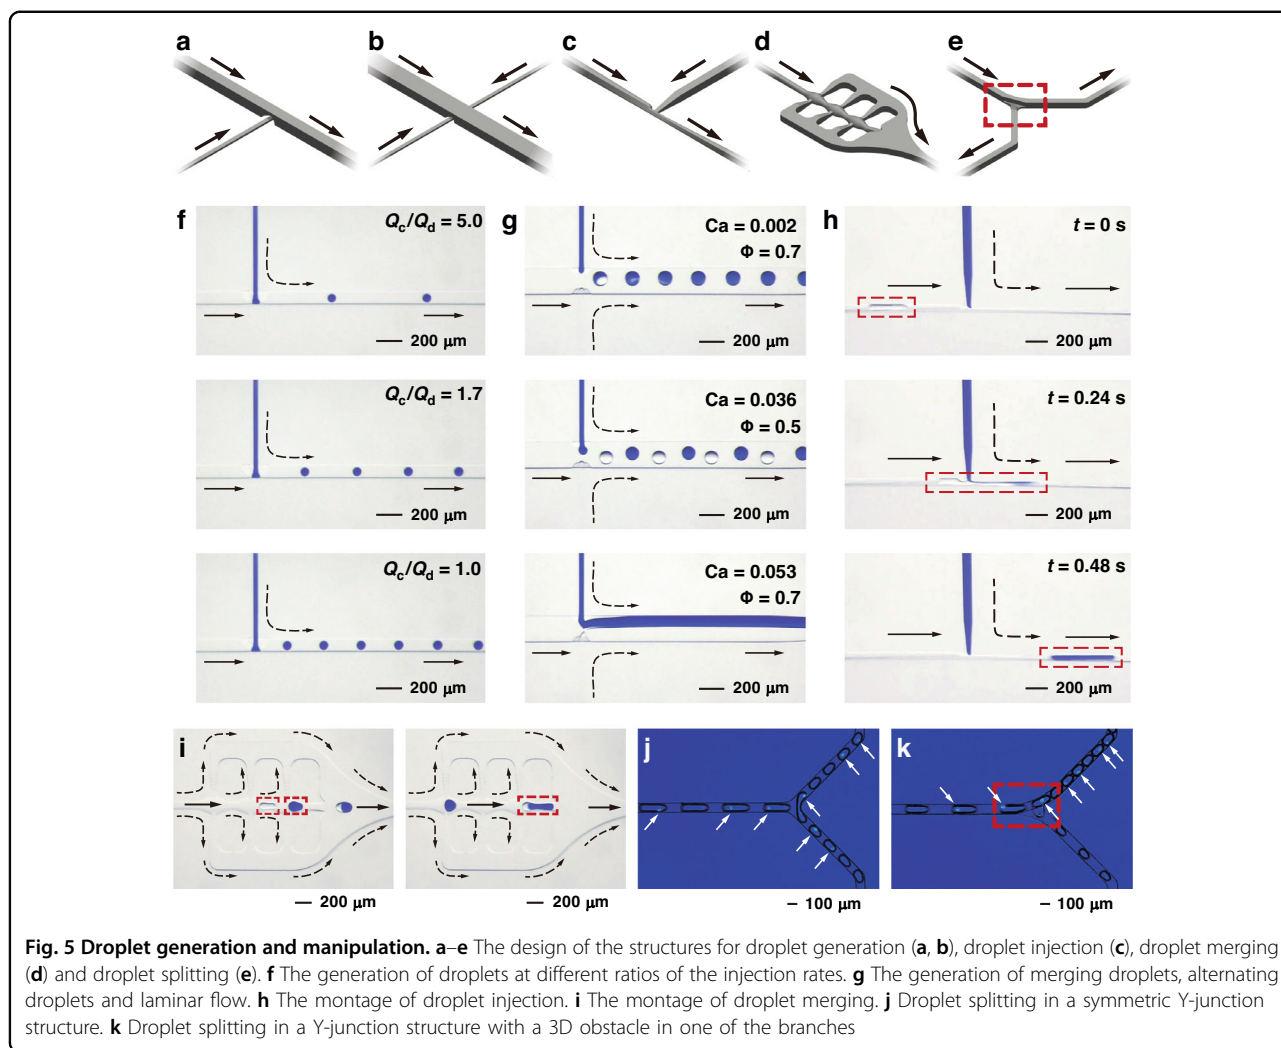 a b c d e
f Qc/Qd = 5.0
200 μm
g Ca = 0.002
Φ = 0.7
200 μm
h t = 0 s
200 μm
Qc/Qd = 1.7
200 μm
Ca = 0.036
Φ = 0.5
200 μm
t = 0.24 s
200 μm
Qc/Qd = 1.0
200 μm
Ca = 0.053
Φ = 0.7
200 μm
t = 0.48 s
200 μm
i
200 μm
200 μm
j
100 μm
k
100 μm
Fig. 5 Droplet generation and manipulation. a–e The design of the structures for droplet generation (a, b), droplet injection (c), droplet merging
(d) and droplet splitting (e). f The generation of droplets at different ratios of the injection rates. g The generation of merging droplets, alternating
droplets and laminar flow. h The montage of droplet injection. i The montage of droplet merging. j Droplet splitting in a symmetric Y-junction
structure. k Droplet splitting in a Y-junction structure with a 3D obstacle in one of the branches